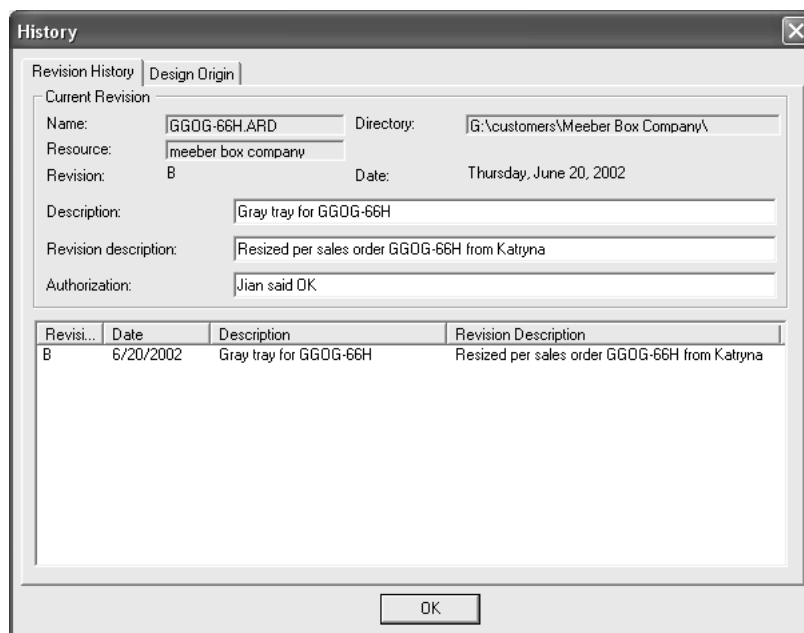 History
Revision History Design Origin
Current Revision
Name: GGOG-66H.ARD Directory: G:\customers\Meeber Box Company\
Resource: meeber box company
Revision: B Date: Thursday, June 20, 2002
Description: Gray tray for GGOG-66H
Revision description: Resized per sales order GGOG-66H from Katryna
Authorization: Jian said OK
Revisi... Date Description Revision Description
B 6/20/2002 Gray tray for GGOG-66H Resized per sales order GGOG-66H from Katryna
OK